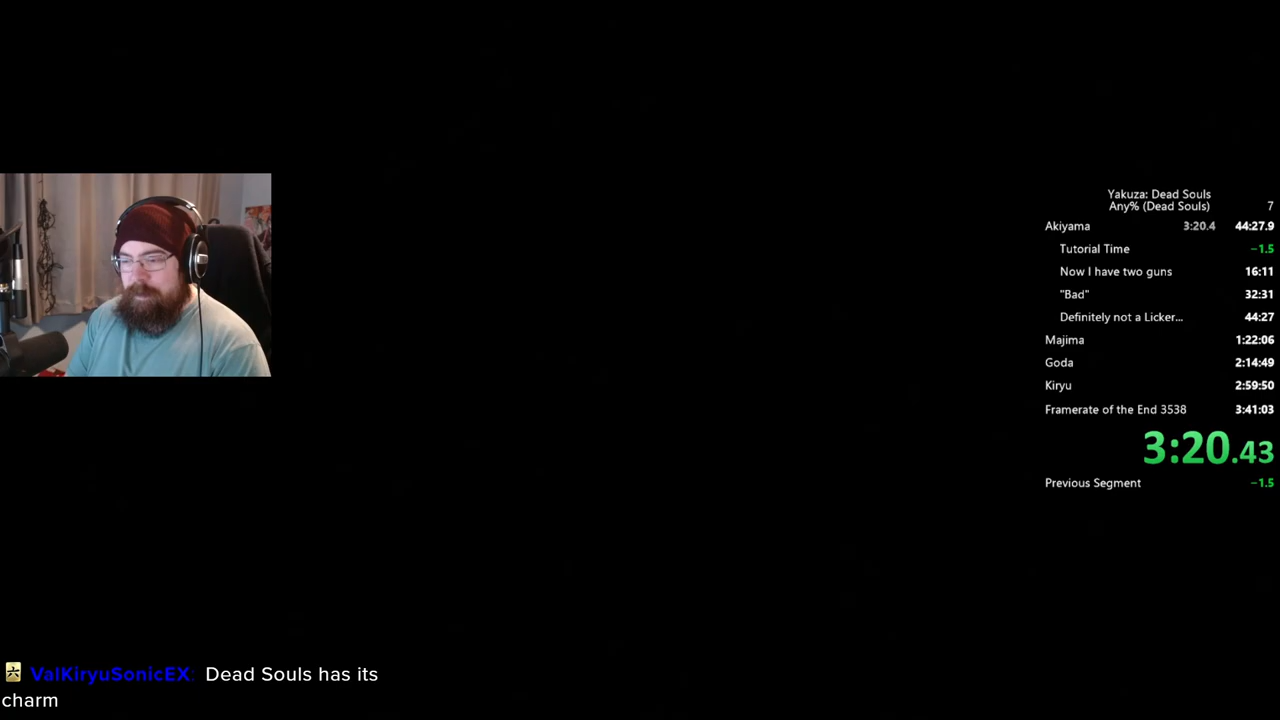 Yakuza: Dead Souls
Any% (Dead Souls) 7
Akiyama 3:20.4 44:27.9
Tutorial Time −1.5
Now I have two guns 16:11
"Bad" 32:31
Definitely not a Licker... 44:27
Majima 1:22:06
Goda 2:14:49
Kiryu 2:59:50
Framerate of the End 3538 3:41:03
3:20.43
Previous Segment −1.5
六 ValKiryuSonicEX: Dead Souls has its
charm